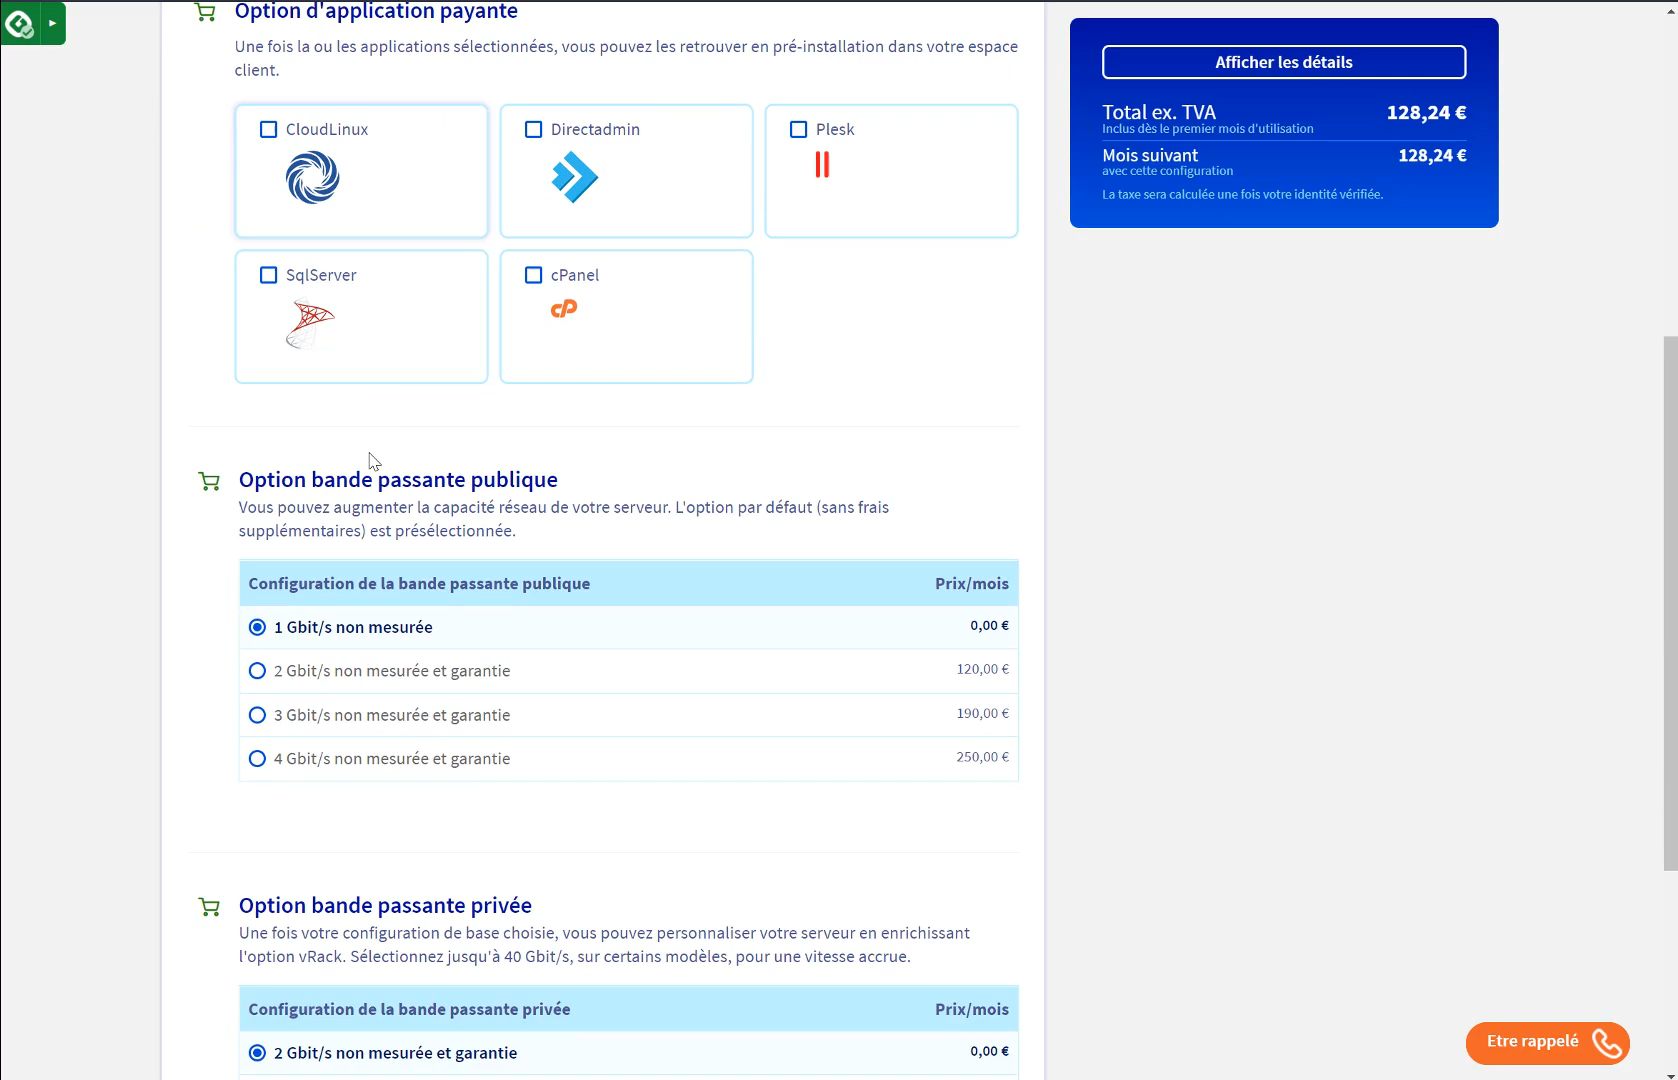 Option d'application payante
Une fois la ou les applications sélectionnées, vous pouvez les retrouver en pré-installation dans votre espace
client.
CloudLinux
Directadmin
Plesk
SqlServer
cPanel
cP
Option bande passante publique
Vous pouvez augmenter la capacité réseau de votre serveur. L'option par défaut (sans frais
supplémentaires) est présélectionnée.
Configuration de la bande passante publique Prix/mois
1 Gbit/s non mesurée 0,00 €
2 Gbit/s non mesurée et garantie 120,00 €
3 Gbit/s non mesurée et garantie 190,00 €
4 Gbit/s non mesurée et garantie 250,00 €
Option bande passante privée
Une fois votre configuration de base choisie, vous pouvez personnaliser votre serveur en enrichissant
l'option vRack. Sélectionnez jusqu'à 40 Gbit/s, sur certains modèles, pour une vitesse accrue.
Configuration de la bande passante privée Prix/mois
2 Gbit/s non mesurée et garantie 0,00 €
Afficher les détails
Total ex. TVA 128,24 €
Inclus dès le premier mois d'utilisation
Mois suivant 128,24 €
avec cette configuration
La taxe sera calculée une fois votre identité vérifiée.
Etre rappelé